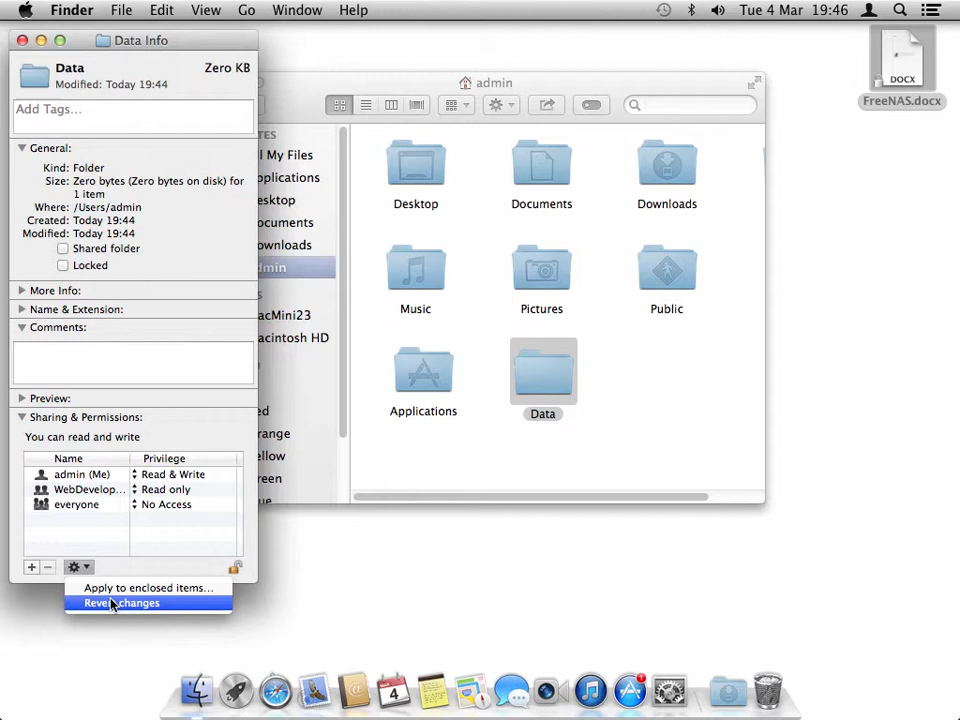 Finder File Edit View Go Window Help Tue 4 Mar 19:46
Data Info
Data Zero KB
Modified: Today 19:44
Add Tags...
General:
Kind: Folder
Size: Zero bytes (Zero bytes on disk) for
1 item
Where: /Users/admin
Created: Today 19:44
Modified: Today 19:44
Shared folder
Locked
More Info:
Name & Extension:
Comments:
Preview:
Sharing & Permissions:
You can read and write
Name Privilege
admin (Me) Read & Write
WebDevelop... Read only
everyone No Access
Apply to enclosed items...
changes
admin
TES
ll My Files
pplications
esktop
ocuments
ownloads
dmin
S
acMini23
acintosh HD
ed
range
ellow
reen
ue
Desktop
Documents
Downloads
Music
Pictures
Public
Applications
Data
DOCX
FreeNAS.docx
4
1